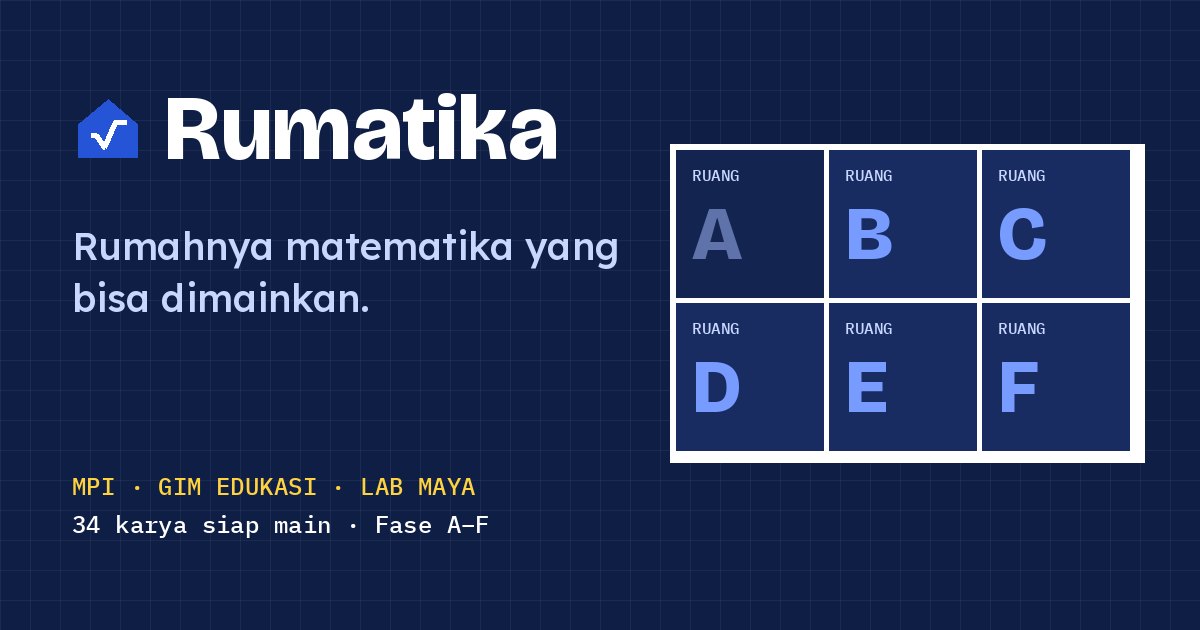 Rumatika
Rumahnya matematika yang
bisa dimainkan.
RUANG
A
RUANG
B
RUANG
C
RUANG
D
RUANG
E
RUANG
F
MPI · GIM EDUKASI · LAB MAYA
34 karya siap main · Fase A–F